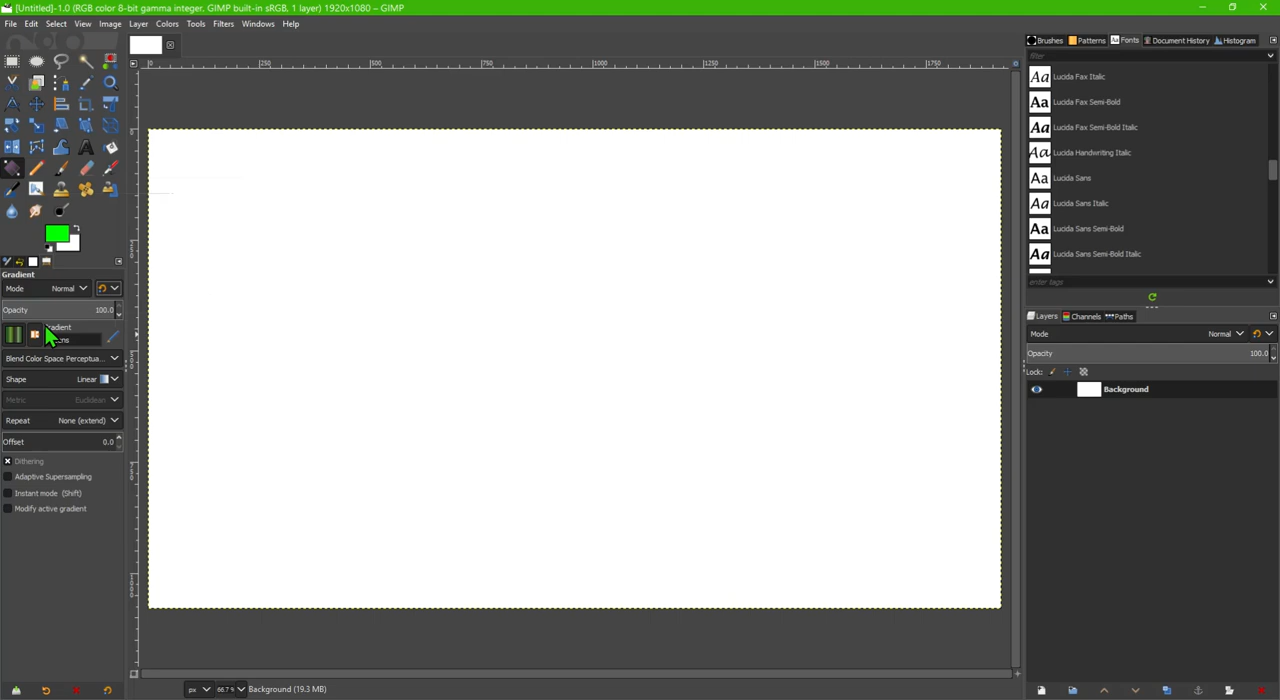 [Untitled]-1.0 (RGB color 8-bit gamma integer, GIMP built-in sRGB, 1 layer) 1920x1080 – GIMP
File Edit Select View Image Layer Colors Tools Filters Windows Help
Brushes Patterns Fonts Document History Histogram
filter
Lucida Fax Italic
Lucida Fax Semi-Bold
Lucida Fax Semi-Bold Italic
Lucida Handwriting Italic
Lucida Sans
Lucida Sans Italic
Lucida Sans Semi-Bold
Lucida Sans Semi-Bold Italic
enter tags
0 250 500 750 1000 1250 1500 1750
Gradient
Mode Normal
Opacity 100.0
Blend Color Space Perceptua...
Shape Linear
Metric Euclidean
Repeat None (extend)
Offset 0.0
Dithering
Adaptive Supersampling
Instant mode (Shift)
Modify active gradient
Layers Channels Paths
Mode Normal
Opacity 100.0
Lock:
Background
px 66.7 % Background (19.3 MB)